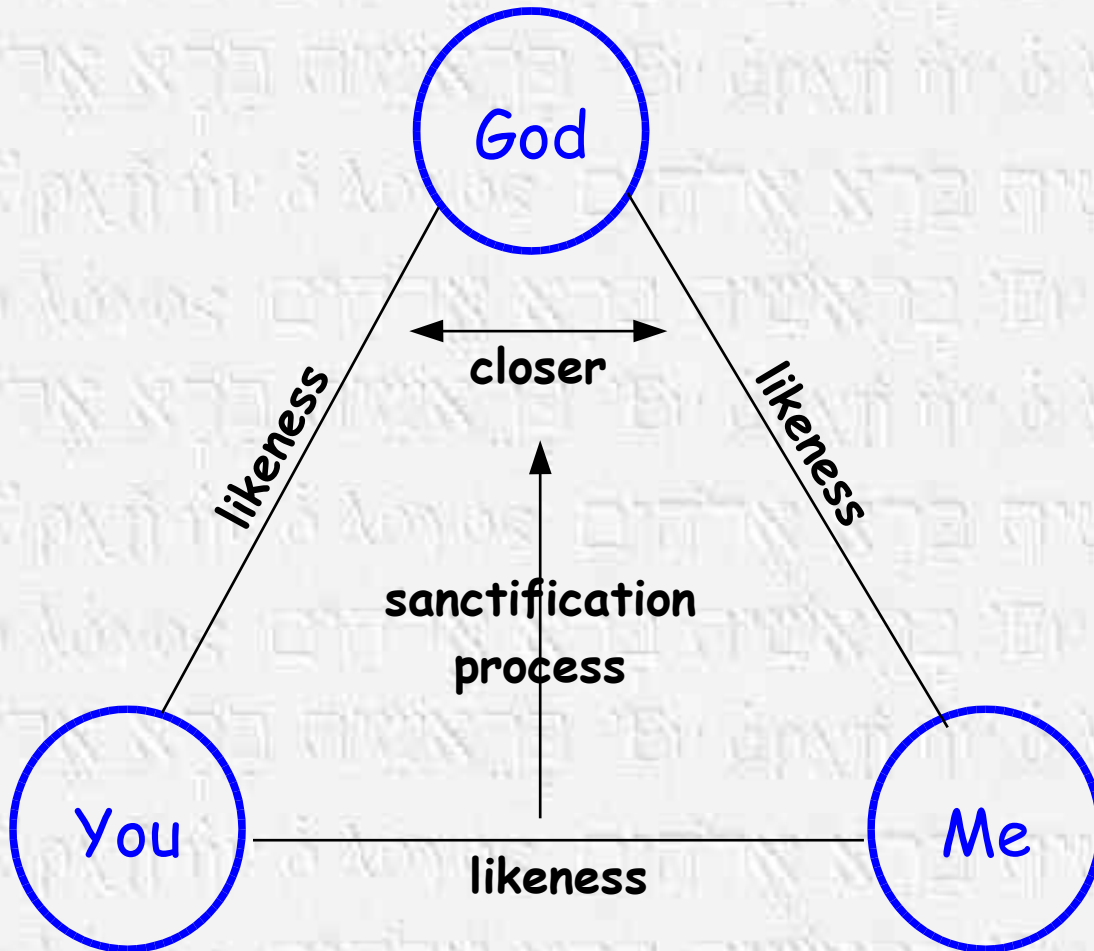 God
closer
likeness
likeness
sanctification
process
You
Me
likeness